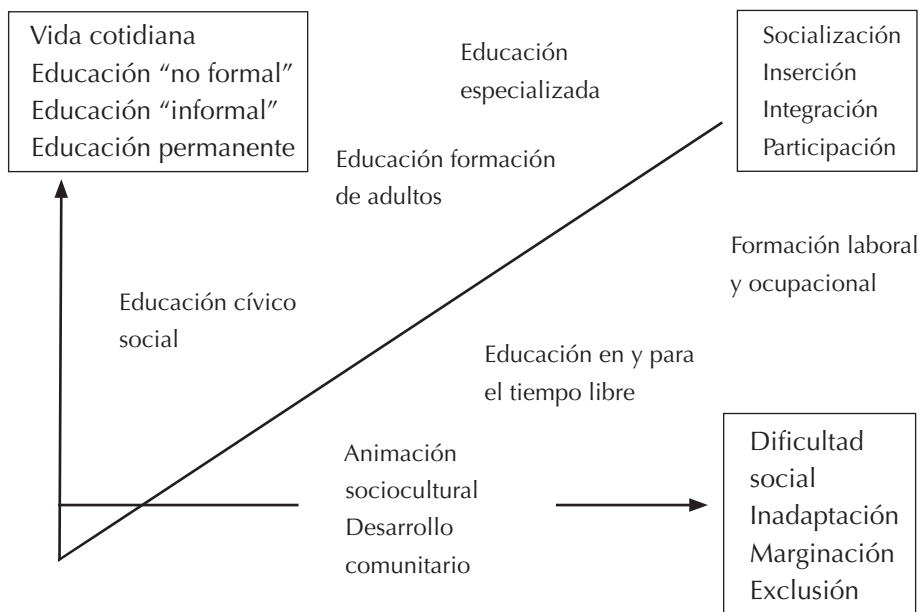 Vida cotidiana
Educación “no formal”
Educación “informal”
Educación permanente
Educación
especializada
Socialización
Inserción
Integración
Participación
Educación formación
de adultos
Formación laboral
y ocupacional
Educación cívico
social
Educación en y para
el tiempo libre
Animación
sociocultural
Desarrollo
comunitario
Dificultad
social
Inadaptación
Marginación
Exclusión